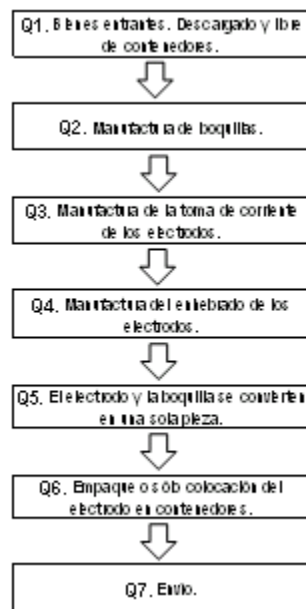 Q1. Bienes entrantes. Descargado y libre
de contenedores.
Q2. Manufactura de boquillas.
Q3. Manufactura de la toma de corriente
de los electrodos.
Q4. Manufactura del enhebrado de los
electrodos.
Q5. El electrodo y la boquilla se convierten
en una sola pieza.
Q6. Empaque o sólo colocación del
electrodo en contenedores.
Q7. Envío.